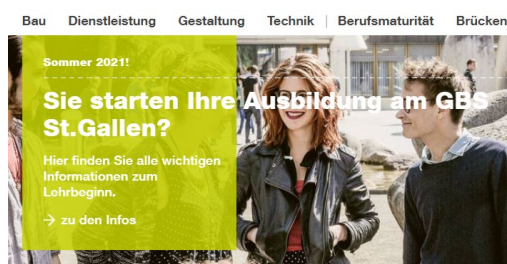 Bau Dienstleistung Gestaltung Technik Berufsmaturität Brücken
Sommer 2021!
Sie starten Ihre Ausbildung am GBS
St.Gallen?
Hier finden Sie alle wichtigen
Informationen zum
Lehrbeginn.
→ zu den Infos